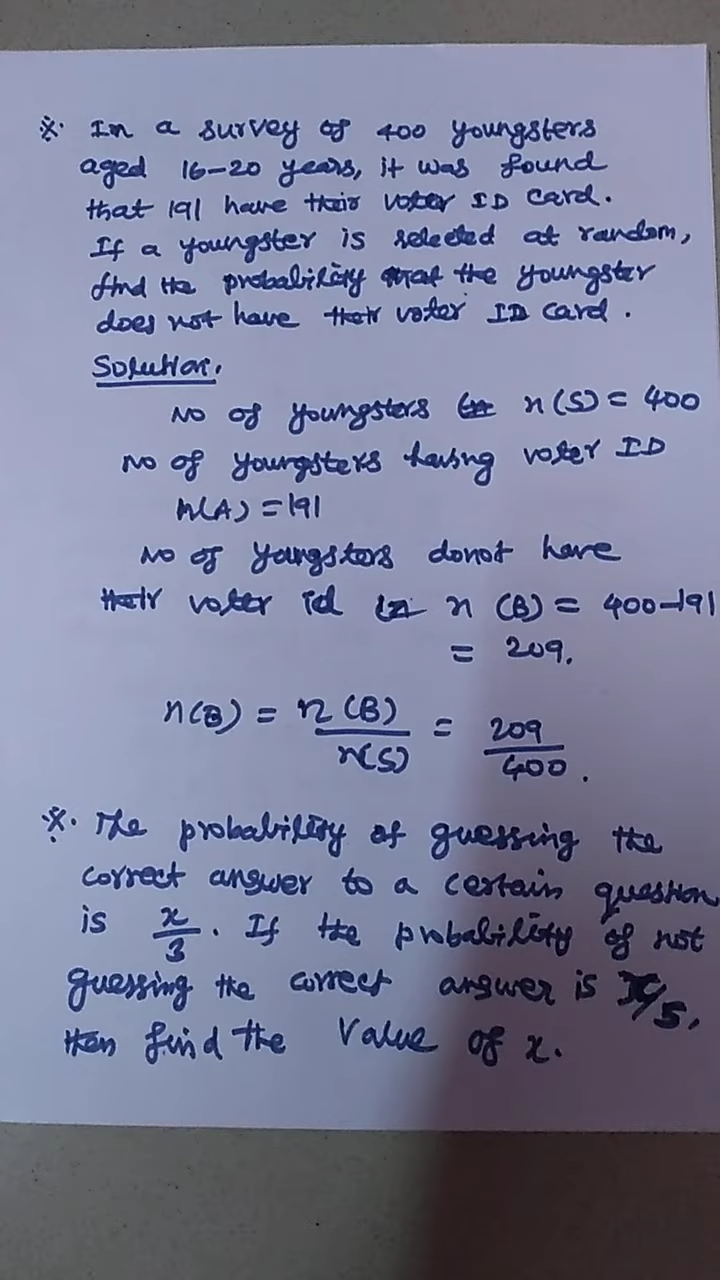 ※. In a survey of 400 youngsters
aged 16-20 years, it was found
that 191 have their voter ID card.
If a youngster is selected at random,
find the probability that the youngster
does not have their voter ID card.
Solution.
No of youngsters n(S) = 400
No of youngsters having voter ID
n(A) = 191
No of youngsters donot have
their voter id n (B) = 400-191
= 209.
n(B) = n(B)/n(S) = 209/400.
※. The probability of guessing the
correct answer to a certain question
is x/3. If the probability of not
guessing the correct answer is x/5,
then find the value of x.